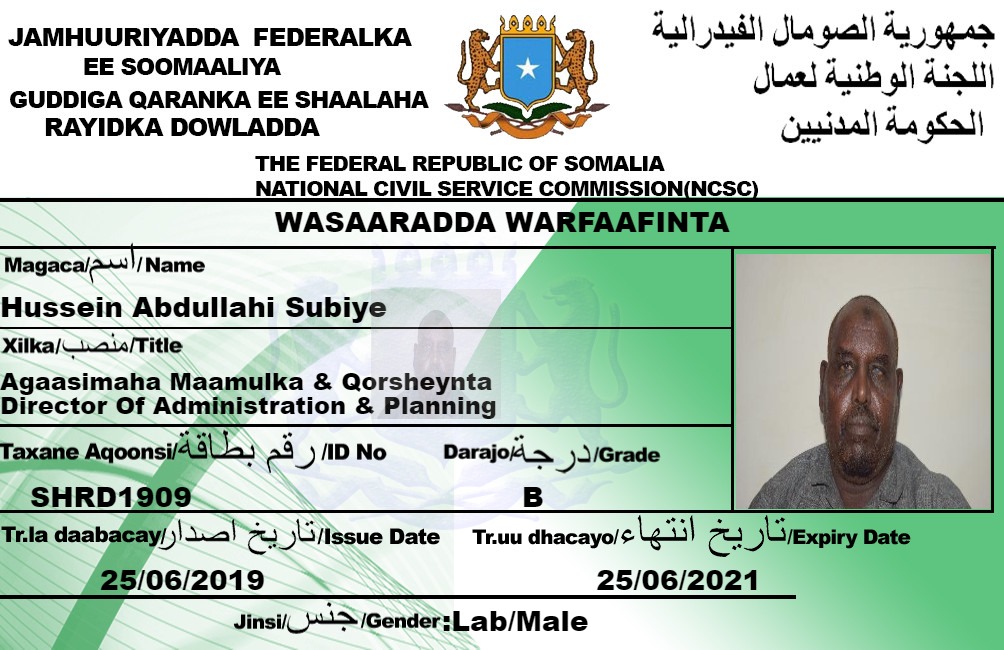 JAMHUURIYADDA FEDERALKA
EE SOOMAALIYA
GUDDIGA QARANKA EE SHAALAHA
RAYIDKA DOWLADDA
جمهورية الصومال الفيدرالية
اللجنة الوطنية لعمال
الحكومة المدنيين
THE FEDERAL REPUBLIC OF SOMALIA
NATIONAL CIVIL SERVICE COMMISSION(NCSC)
WASAARADDA WARFAAFINTA
Magaca/اسم/Name
Hussein Abdullahi Subiye
Xilka/منصب/Title
Agaasimaha Maamulka & Qorsheynta
Director Of Administration & Planning
Taxane Aqoonsi/رقم بطاقة/ID No
Darajo/درجة/Grade
SHRD1909
B
Tr.la daabacay/تاريخ اصدار/Issue Date
Tr.uu dhacayo/تاريخ انتهاء/Expiry Date
25/06/2019
25/06/2021
Jinsi/جنس/Gender:Lab/Male